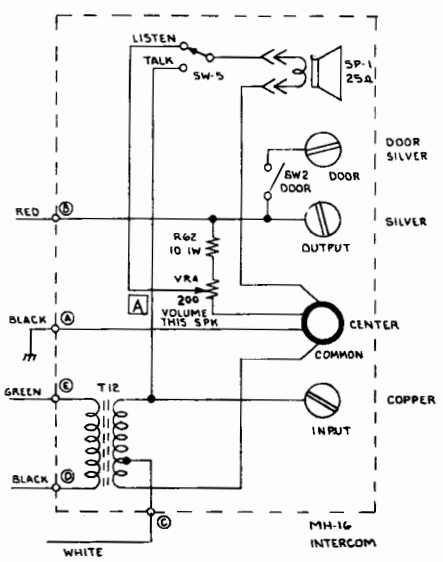 LISTEN
TALK
SW-5
SP-1
25Ω
DOOR
SILVER
SW2
DOOR
DOOR
RED
B
SILVER
OUTPUT
R62
10 1W
VR4
200
VOLUME
THIS SPK
A
BLACK
A
CENTER
COMMON
GREEN
E
T12
COPPER
INPUT
BLACK
D
C
WHITE
MH-16
INTERCOM